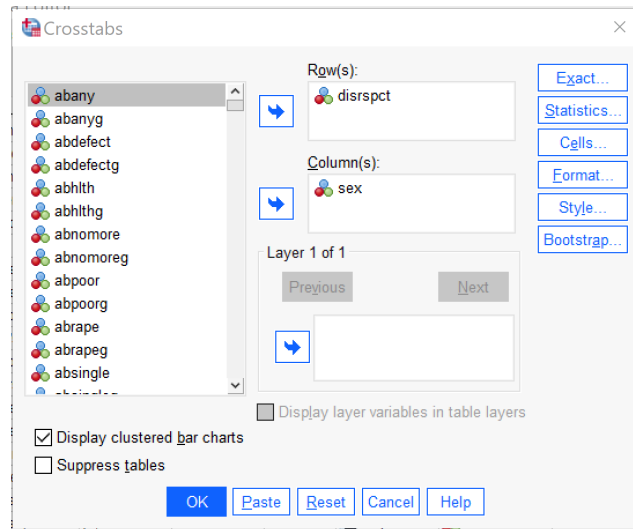 Crosstabs
abany
abanyg
abdefect
abdefectg
abhlth
abhlthg
abnomore
abnomoreg
abpoor
abpoorg
abrape
abrapeg
absingle
Row(s):
disrspct
Column(s):
sex
Layer 1 of 1
Previous
Next
Display layer variables in table layers
Exact...
Statistics...
Cells...
Format...
Style...
Bootstrap...
Display clustered bar charts
Suppress tables
OK Paste Reset Cancel Help